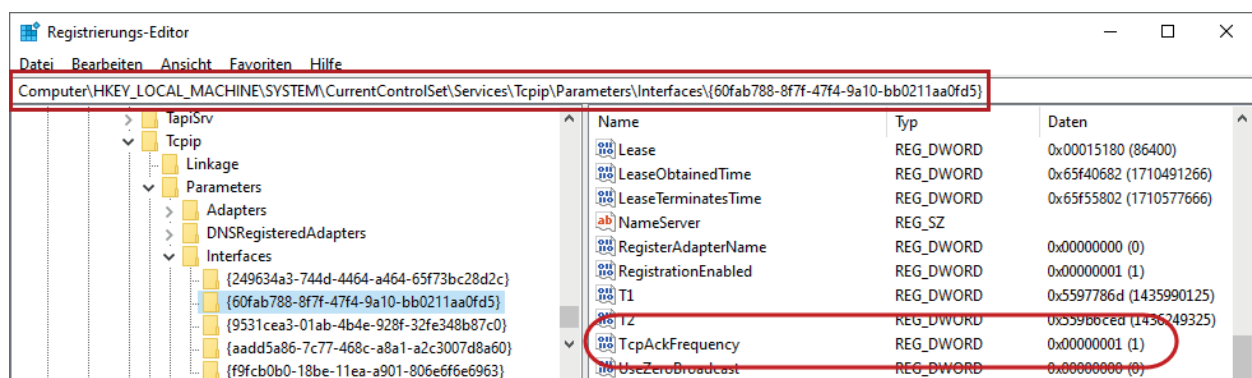 Registrierungs-Editor
Datei Bearbeiten Ansicht Favoriten Hilfe
Computer\HKEY_LOCAL_MACHINE\SYSTEM\CurrentControlSet\Services\Tcpip\Parameters\Interfaces\{60fab788-8f7f-47f4-9a10-bb0211aa0fd5}
TapiSrv
Tcpip
Linkage
Parameters
Adapters
DNSRegisteredAdapters
Interfaces
{249634a3-744d-4464-a464-65f73bc28d2c}
{60fab788-8f7f-47f4-9a10-bb0211aa0fd5}
{9531cea3-01ab-4b4e-928f-32fe348b87c0}
{aadd5a86-7c77-468c-a8a1-a2c3007d8a60}
{f9fcb0b0-18be-11ea-a901-806e6f6e6963}
Name Typ Daten
Lease REG_DWORD 0x00015180 (86400)
LeaseObtainedTime REG_DWORD 0x65f40682 (1710491266)
LeaseTerminatesTime REG_DWORD 0x65f55802 (1710577666)
NameServer REG_SZ
RegisterAdapterName REG_DWORD 0x00000000 (0)
RegistrationEnabled REG_DWORD 0x00000001 (1)
T1 REG_DWORD 0x5597786d (1435990125)
T2 REG_DWORD 0x559b6ced (1436249325)
TcpAckFrequency REG_DWORD 0x00000001 (1)
UseZeroBroadcast REG_DWORD 0x00000000 (0)